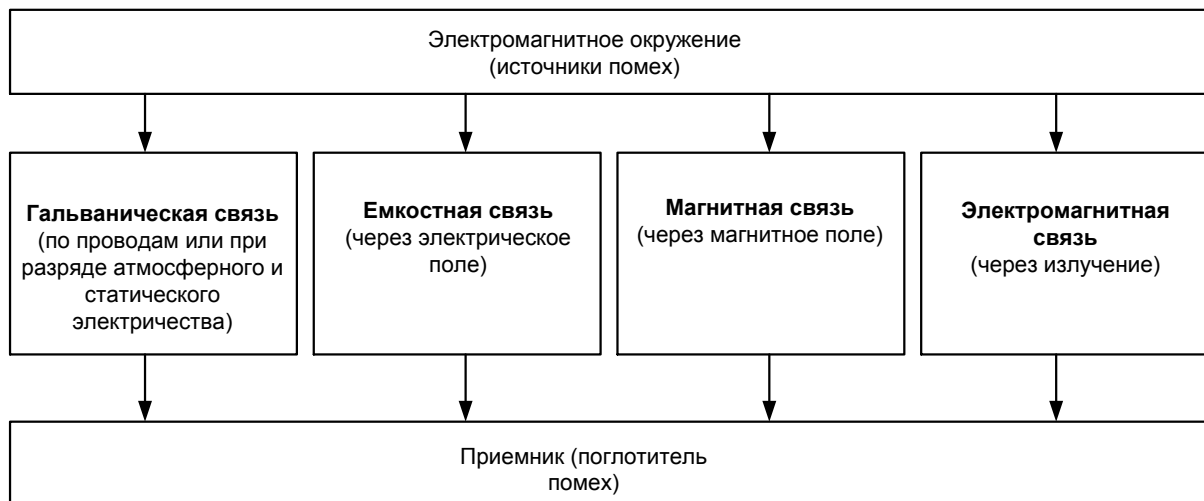 Электромагнитное окружение
(источники помех)
Гальваническая связь
(по проводам или при
разряде атмосферного и
статического
электричества)
Емкостная связь
(через электрическое
поле)
Магнитная связь
(через магнитное поле)
Электромагнитная
связь
(через излучение)
Приемник (поглотитель
помех)